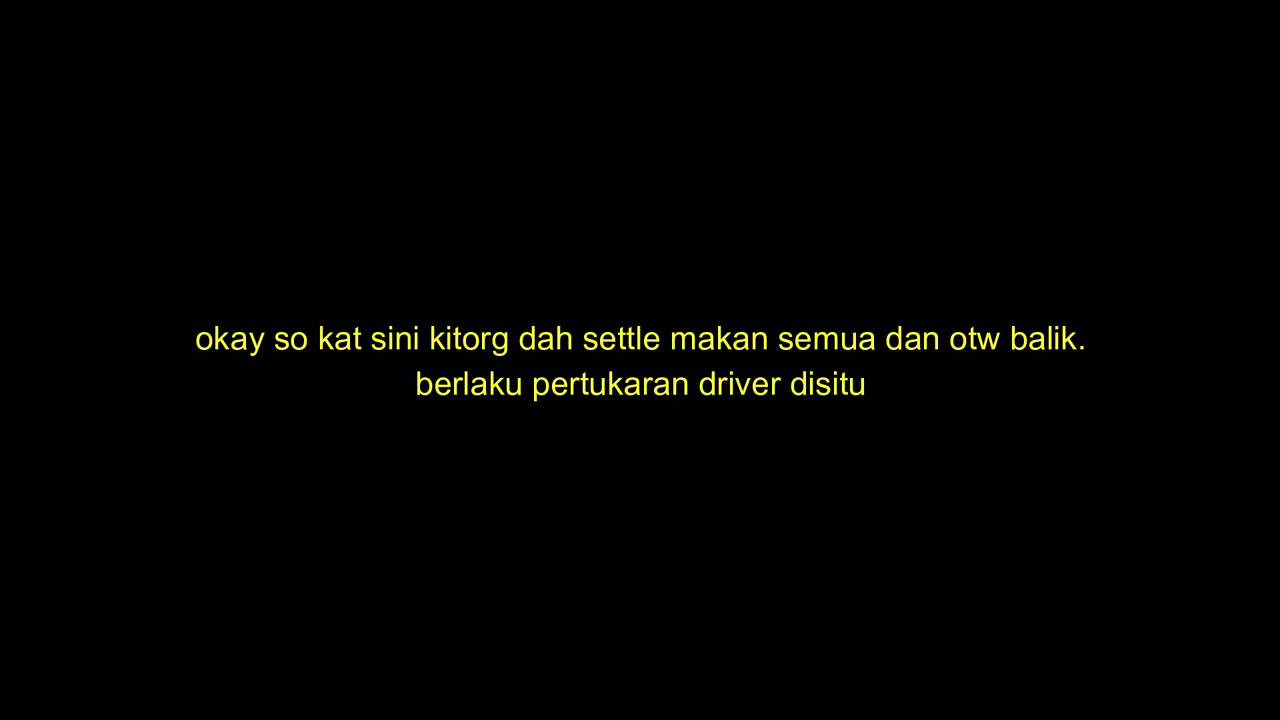 okay so kat sini kitorg dah settle makan semua dan otw balik.
berlaku pertukaran driver disitu